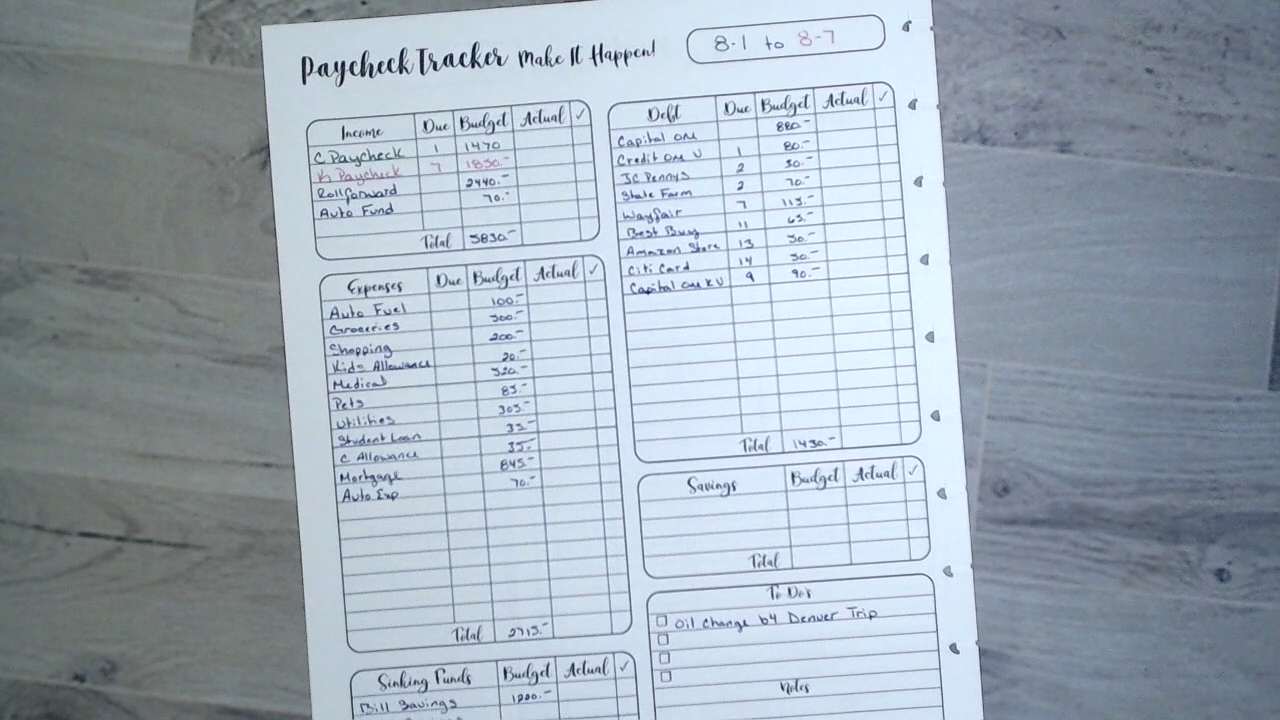 Paycheck Tracker Make It Happen!
8-1 to 8-7
Income Due Budget Actual ✓
C Paycheck 1 1470
K Paycheck 7 1850.-
Rollforward 2440.-
Auto Fund 70.-
Total 5830.-
Expenses Due Budget Actual ✓
Auto Fuel 100.-
Groceries 500.-
Shopping 200.-
Kids Allowance 20.-
Medical 520.-
Pets 85.-
Utilities 305.-
Student Loan 35.-
C Allowance 35.-
Mortgage 845.-
Auto Exp 70.-
Total 2715.-
Sinking Funds Budget Actual ✓
Bill Savings 1200.-
Debt Due Budget Actual ✓
Capital One 880.-
Credit One V 1 80.-
JC Pennys 2 30.-
State Farm 2 70.-
Wayfair 7 115.-
Best Buy 11 65.-
Amazon Store 13 50.-
Citi Card 14 50.-
Capital One KV 9 90.-
Total 1430.-
Savings Budget Actual ✓
Total
To Do's
Oil Change b4 Denver Trip
Notes